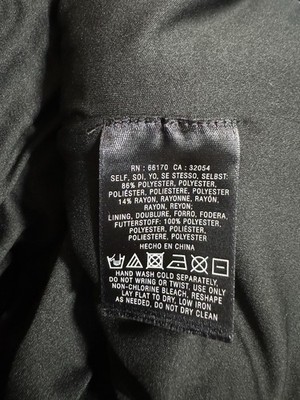 RN : 66170 CA : 32054
SELF, SOI, YO, SE STESSO, SELBST:
86% POLYESTER, POLYESTER,
POLIÉSTER, POLIESTERE, POLYESTER
14% RAYON, RAYONNE, RAYÓN,
RAYON, REYON;
LINING, DOUBLURE, FORRO, FODERA,
FUTTERSTOFF: 100% POLYESTER,
POLYESTER, POLIÉSTER,
POLIESTERE, POLYESTER
HECHO EN CHINA
HAND WASH COLD SEPARATELY,
DO NOT WRING OR TWIST, USE ONLY
NON-CHLORINE BLEACH, RESHAPE
LAY FLAT TO DRY, LOW IRON
AS NEEDED, DO NOT DRY CLEAN